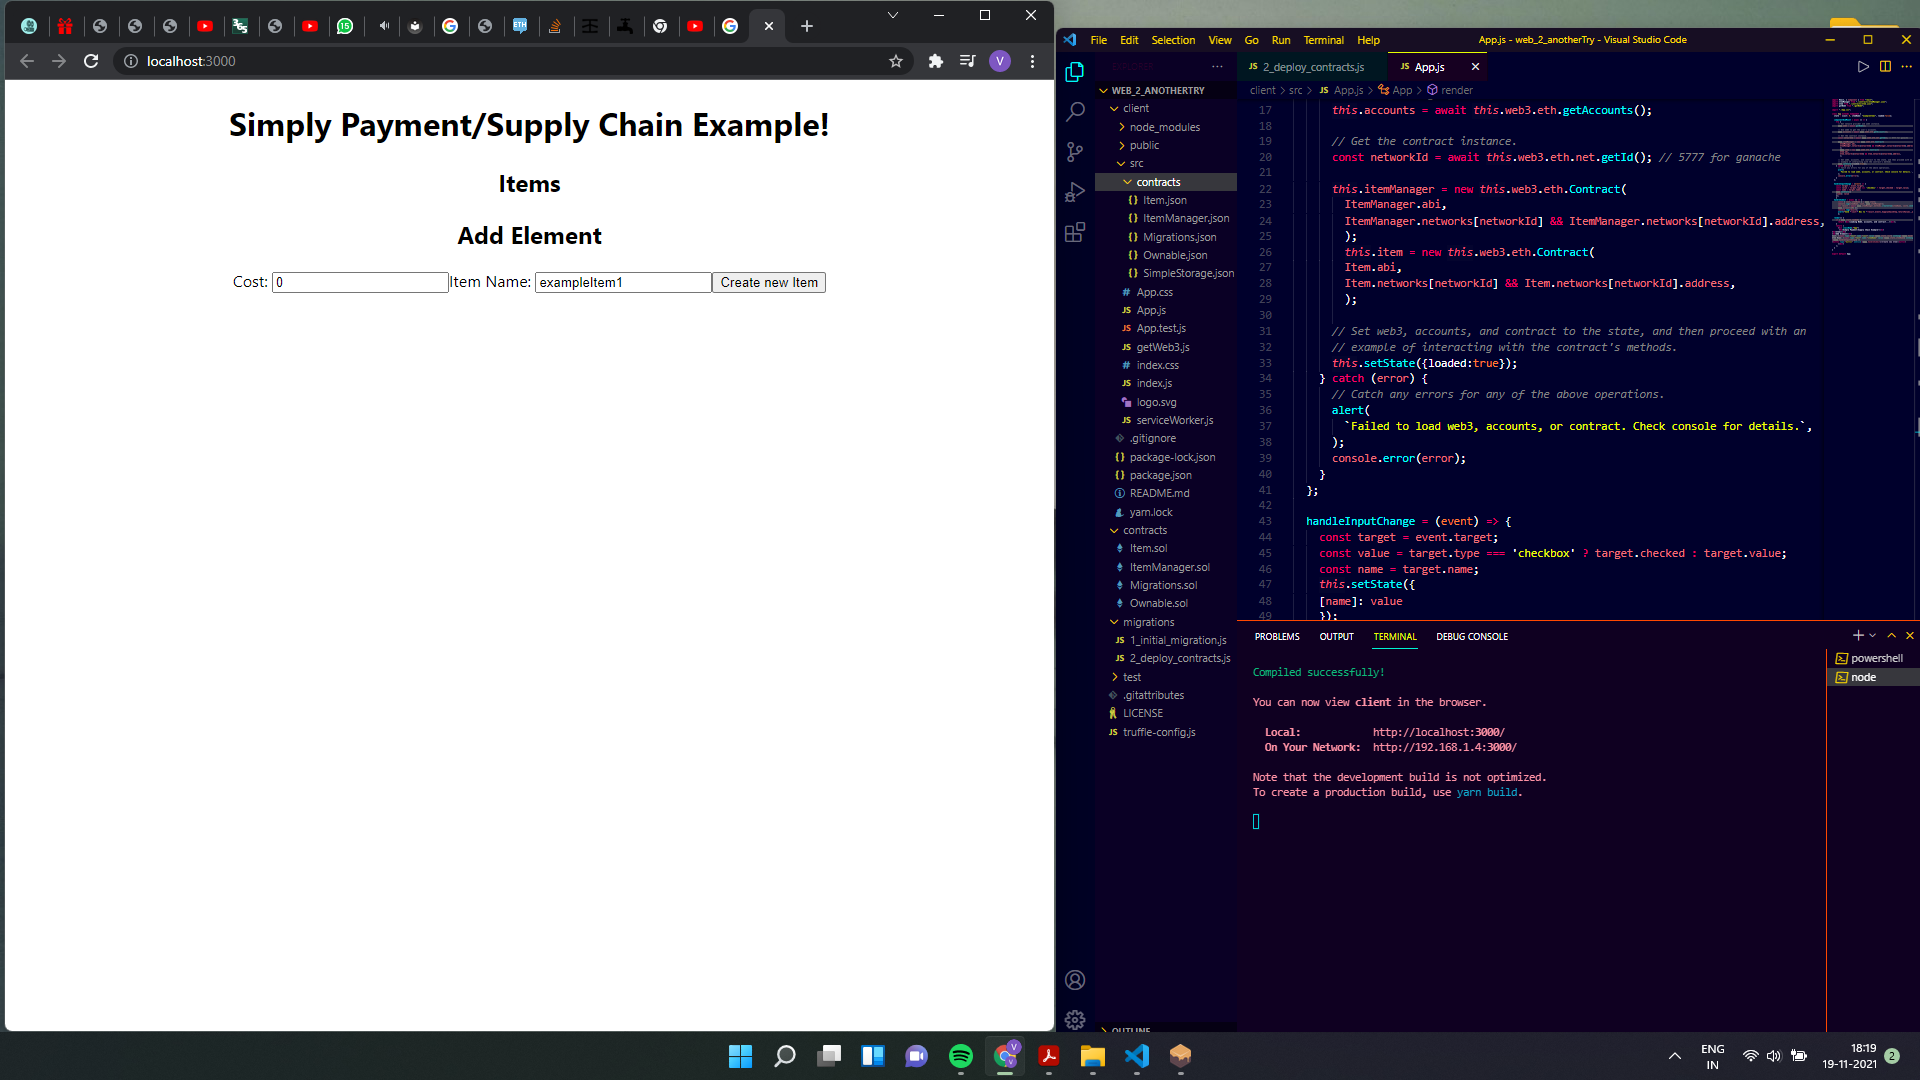 localhost:3000
V
Simply Payment/Supply Chain Example!
Items
Add Element
Cost: 0 Item Name: exampleItem1 Create new Item
File Edit Selection View Go Run Terminal Help
App.js - web_2_anotherTry - Visual Studio Code
EXPLORER
WEB_2_ANOTHERTRY
client
node_modules
public
src
contracts
Item.json
ItemManager.json
Migrations.json
Ownable.json
SimpleStorage.json
App.css
App.js
App.test.js
getWeb3.js
index.css
index.js
logo.svg
serviceWorker.js
.gitignore
package-lock.json
package.json
README.md
yarn.lock
contracts
Item.sol
ItemManager.sol
Migrations.sol
Ownable.sol
migrations
1_initial_migration.js
2_deploy_contracts.js
test
.gitattributes
LICENSE
truffle-config.js
OUTLINE
2_deploy_contracts.js App.js
client > src > App.js > App > render
17 this.accounts = await this.web3.eth.getAccounts();
18
19 // Get the contract instance.
20 const networkId = await this.web3.eth.net.getId(); // 5777 for ganache
21
22 this.itemManager = new this.web3.eth.Contract(
23 ItemManager.abi,
24 ItemManager.networks[networkId] && ItemManager.networks[networkId].address,
25 );
26 this.item = new this.web3.eth.Contract(
27 Item.abi,
28 Item.networks[networkId] && Item.networks[networkId].address,
29 );
30
31 // Set web3, accounts, and contract to the state, and then proceed with an
32 // example of interacting with the contract's methods.
33 this.setState({loaded:true});
34 } catch (error) {
35 // Catch any errors for any of the above operations.
36 alert(
37 `Failed to load web3, accounts, or contract. Check console for details.`,
38 );
39 console.error(error);
40 }
41 };
42
43 handleInputChange = (event) => {
44 const target = event.target;
45 const value = target.type === 'checkbox' ? target.checked : target.value;
46 const name = target.name;
47 this.setState({
48 [name]: value
49 });
PROBLEMS OUTPUT TERMINAL DEBUG CONSOLE
powershell
node
Compiled successfully!
You can now view client in the browser.
Local: http://localhost:3000/
On Your Network: http://192.168.1.4:3000/
Note that the development build is not optimized.
To create a production build, use yarn build.
ENG
IN
18:19
19-11-2021
2